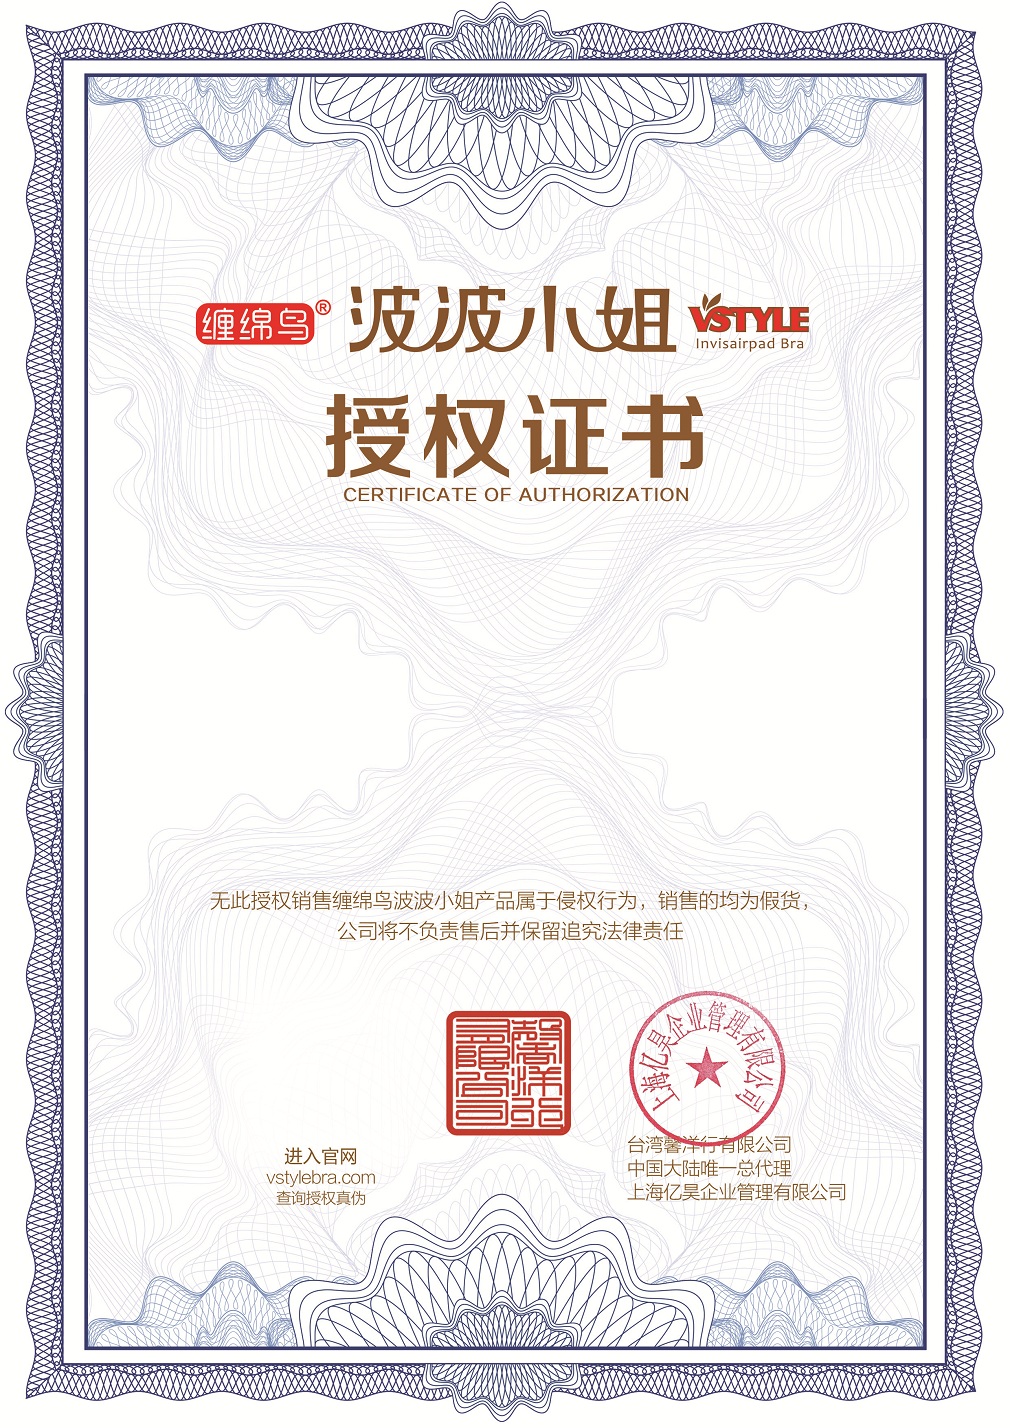 缠绵鸟® 波波小姐 VSTYLE
Invisairpad Bra
授权证书
CERTIFICATE OF AUTHORIZATION
无此授权销售缠绵鸟波波小姐产品属于侵权行为，销售的均为假货，
公司将不负责售后并保留追究法律责任
馨洋行有限公司
上海亿昊企业管理有限公司
进入官网
vstylebra.com
查询授权真伪
台湾馨洋行有限公司
中国大陆唯一总代理
上海亿昊企业管理有限公司